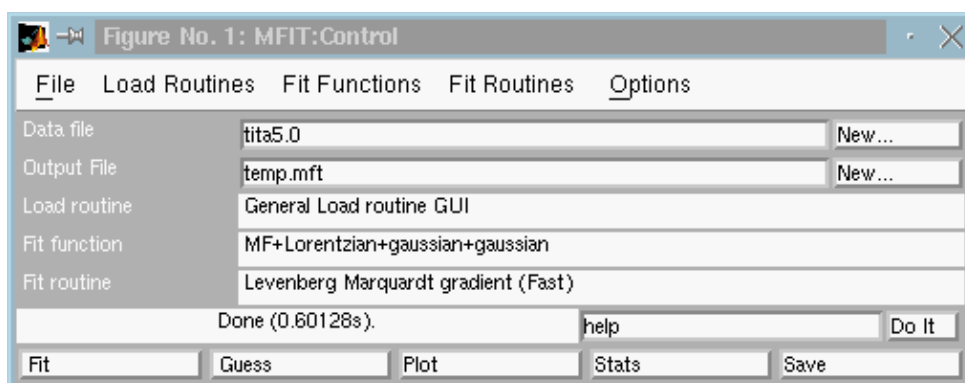 Figure No. 1: MFIT:Control
File Load Routines Fit Functions Fit Routines Options
Data file tita5.0 New...
Output File temp.mft New...
Load routine General Load routine GUI
Fit function MF+Lorentzian+gaussian+gaussian
Fit routine Levenberg Marquardt gradient (Fast)
Done (0.60128s). help Do It
Fit Guess Plot Stats Save